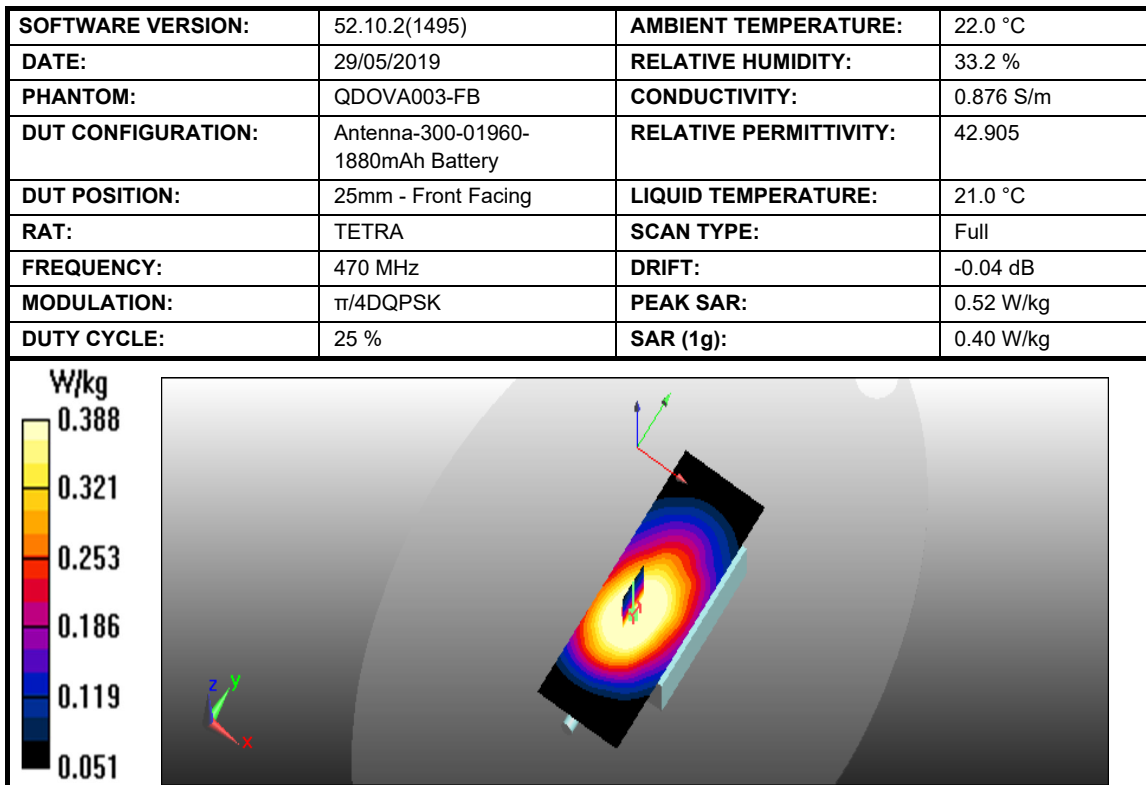 SOFTWARE VERSION: 52.10.2(1495) AMBIENT TEMPERATURE: 22.0 °C
DATE: 29/05/2019 RELATIVE HUMIDITY: 33.2 %
PHANTOM: QDOVA003-FB CONDUCTIVITY: 0.876 S/m
DUT CONFIGURATION: Antenna-300-01960- RELATIVE PERMITTIVITY: 42.905
1880mAh Battery
DUT POSITION: 25mm - Front Facing LIQUID TEMPERATURE: 21.0 °C
RAT: TETRA SCAN TYPE: Full
FREQUENCY: 470 MHz DRIFT: -0.04 dB
MODULATION: π/4DQPSK PEAK SAR: 0.52 W/kg
DUTY CYCLE: 25 % SAR (1g): 0.40 W/kg
W/kg
0.388
0.321
0.253
0.186
0.119
0.051
z y
x